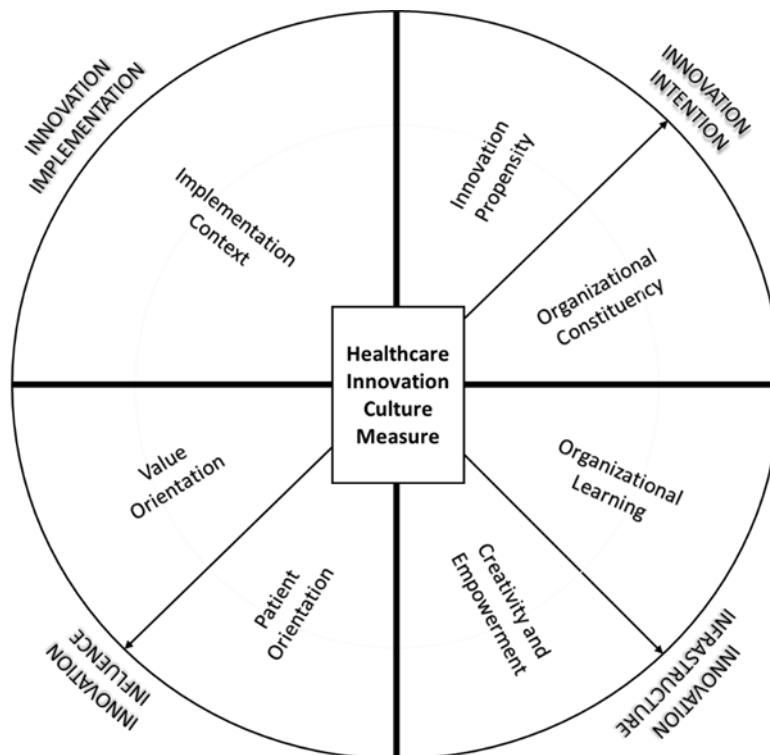 INNOVATION
IMPLEMENTATION
INNOVATION
INTENTION
Implementation
Context
Innovation
Propensity
Organizational
Constituency
Healthcare
Innovation
Culture
Measure
Value
Orientation
Patient
Orientation
Creativity and
Empowerment
Organizational
Learning
INNOVATION
INFLUENCE
INNOVATION
INFRASTRUCTURE